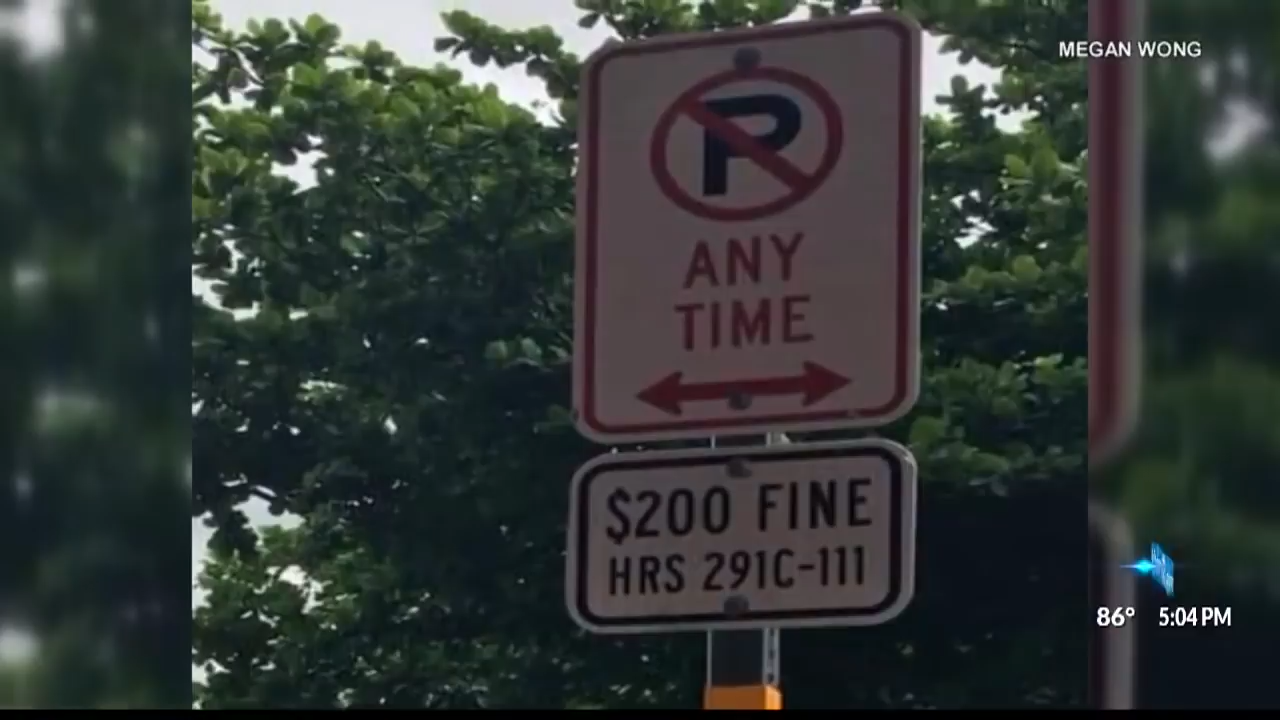 MEGAN WONG
P
ANY
TIME
$200 FINE
HRS 291C-111
86° 5:04 PM